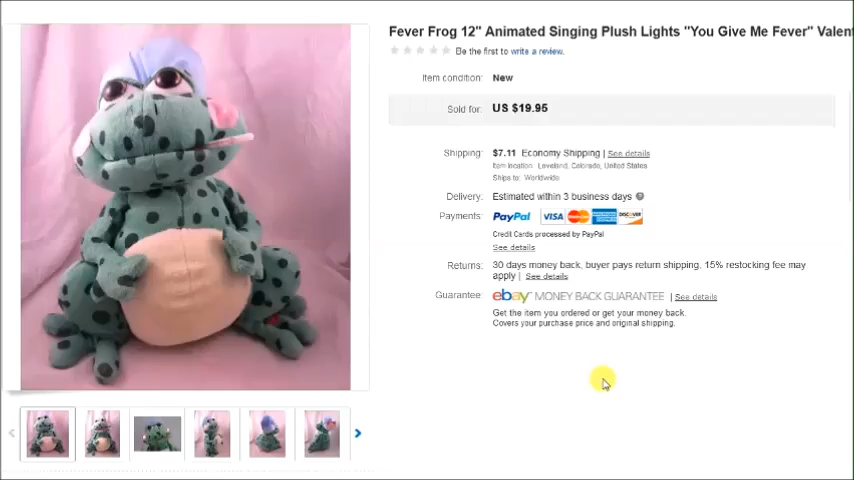 Fever Frog 12" Animated Singing Plush Lights "You Give Me Fever" Valent
Be the first to write a review.
Item condition: New
Sold for: US $19.95
Shipping: $7.11 Economy Shipping | See details
Item location: Loveland, Colorado, United States
Ships to: Worldwide
Delivery: Estimated within 3 business days
Payments: PayPal VISA MasterCard DISCOVER
Credit Cards processed by PayPal
See details
Returns: 30 days money back, buyer pays return shipping, 15% restocking fee may
apply | See details
Guarantee: ebay MONEY BACK GUARANTEE | See details
Get the item you ordered or get your money back.
Covers your purchase price and original shipping.